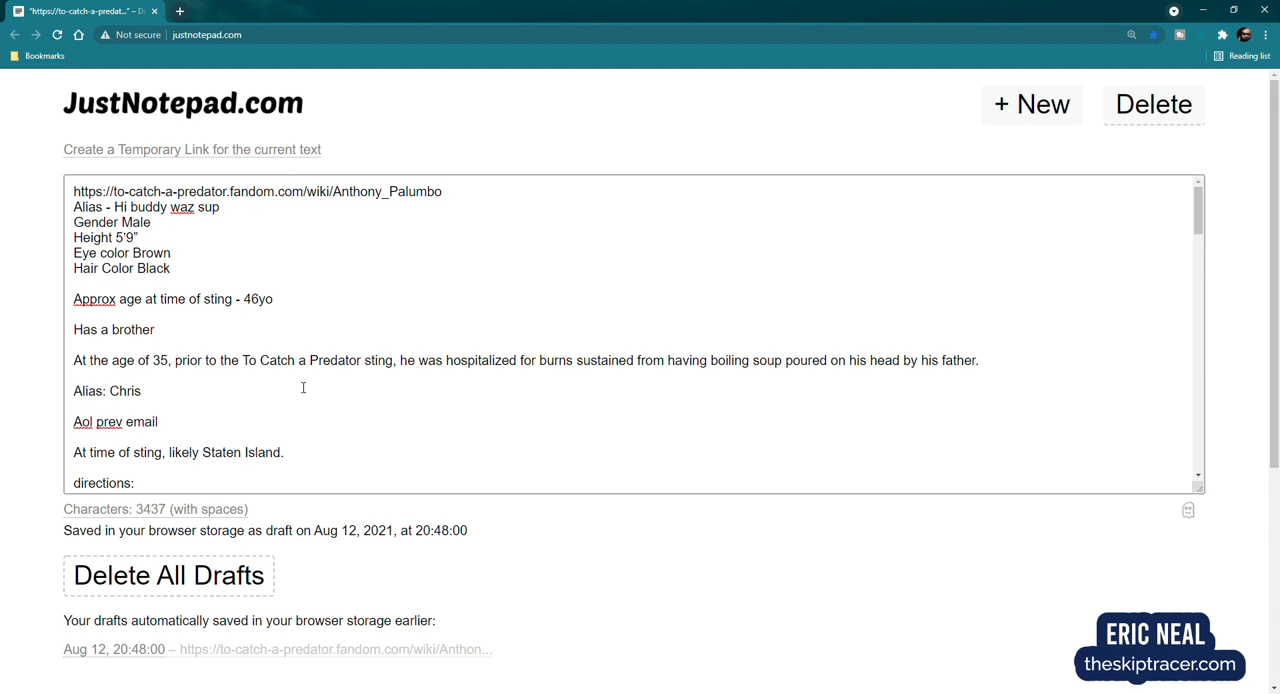 "https://to-catch-a-predat..." – D
Not secure
justnotepad.com
Bookmarks
Reading list
JustNotepad.com
+ New
Delete
Create a Temporary Link for the current text
https://to-catch-a-predator.fandom.com/wiki/Anthony_Palumbo
Alias - Hi buddy waz sup
Gender Male
Height 5'9"
Eye color Brown
Hair Color Black
Approx age at time of sting - 46yo
Has a brother
At the age of 35, prior to the To Catch a Predator sting, he was hospitalized for burns sustained from having boiling soup poured on his head by his father.
Alias: Chris
Aol prev email
At time of sting, likely Staten Island.
directions:
Characters: 3437 (with spaces)
Saved in your browser storage as draft on Aug 12, 2021, at 20:48:00
Delete All Drafts
Your drafts automatically saved in your browser storage earlier:
Aug 12, 20:48:00 – https://to-catch-a-predator.fandom.com/wiki/Anthon...
ERIC NEAL
theskiptracer.com